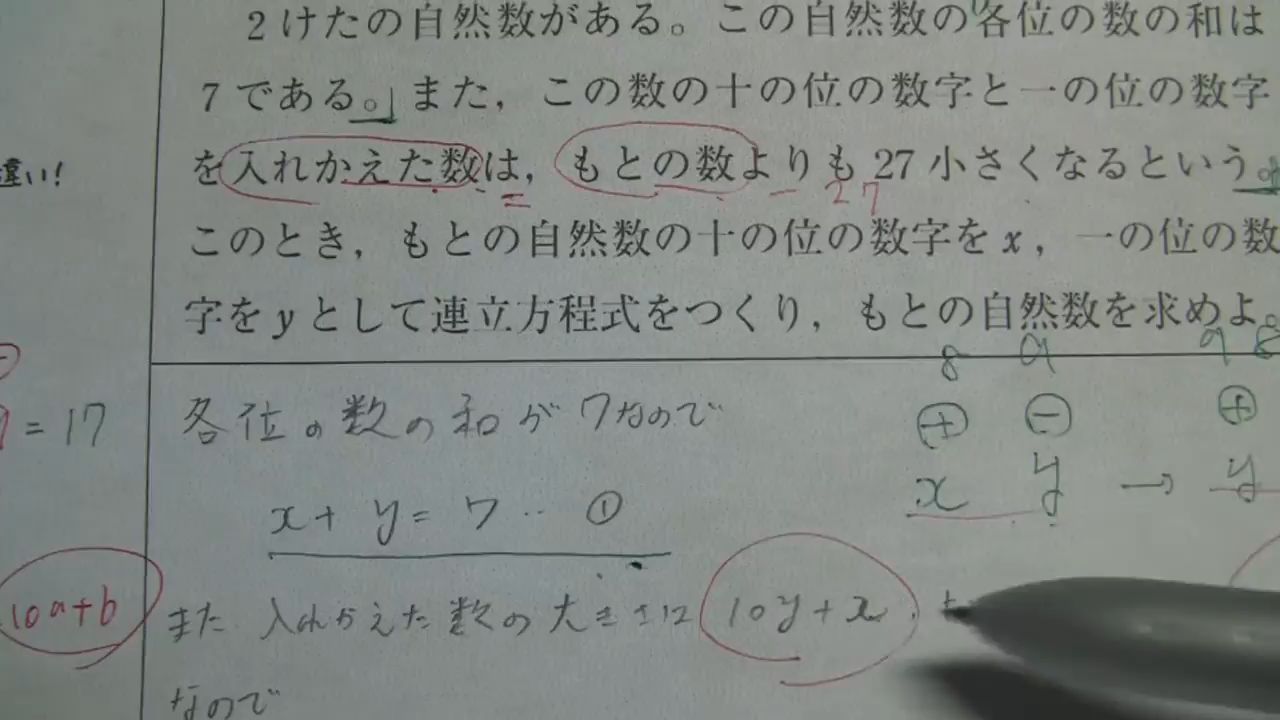 2けたの自然数がある。この自然数の各位の数の和は
7である。また，この数の十の位の数字と一の位の数字
を入れかえた数は，もとの数よりも27小さくなるという。
27
このとき，もとの自然数の十の位の数字をx，一の位の数
字をyとして連立方程式をつくり，もとの自然数を求めよ。
違い！
= 17
10a+b
8 9 9 8
各位の数の和が7なので
⊕ ⊖ ⊕
x y → y
x + y = 7 ‥ ①
また 入れかえた数の大きさは 10y+x
なので